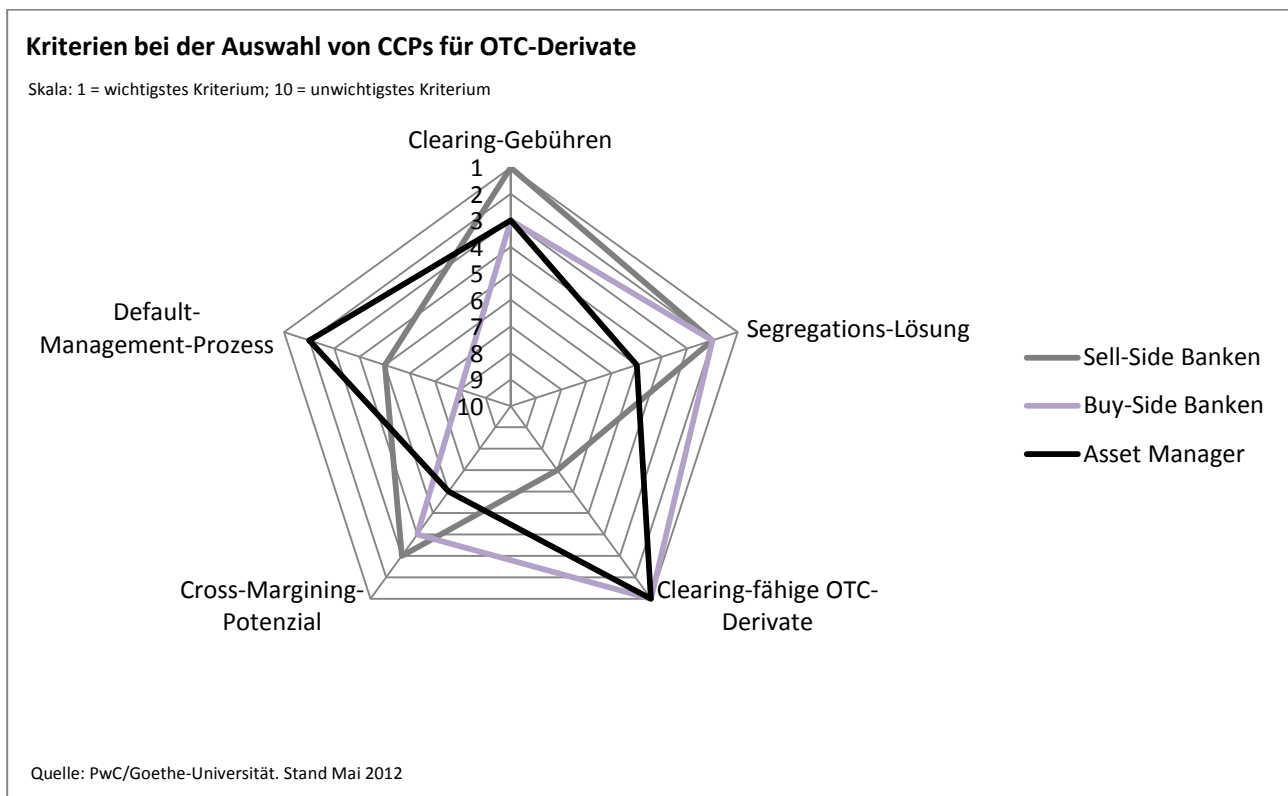 Kriterien bei der Auswahl von CCPs für OTC-Derivate
Skala: 1 = wichtigstes Kriterium; 10 = unwichtigstes Kriterium
Clearing-Gebühren
1
2
3
4
5
6
7
8
9
10
Default-
Management-Prozess
Segregations-Lösung
Cross-Margining-
Potenzial
Clearing-fähige OTC-
Derivate
Sell-Side Banken
Buy-Side Banken
Asset Manager
Quelle: PwC/Goethe-Universität. Stand Mai 2012